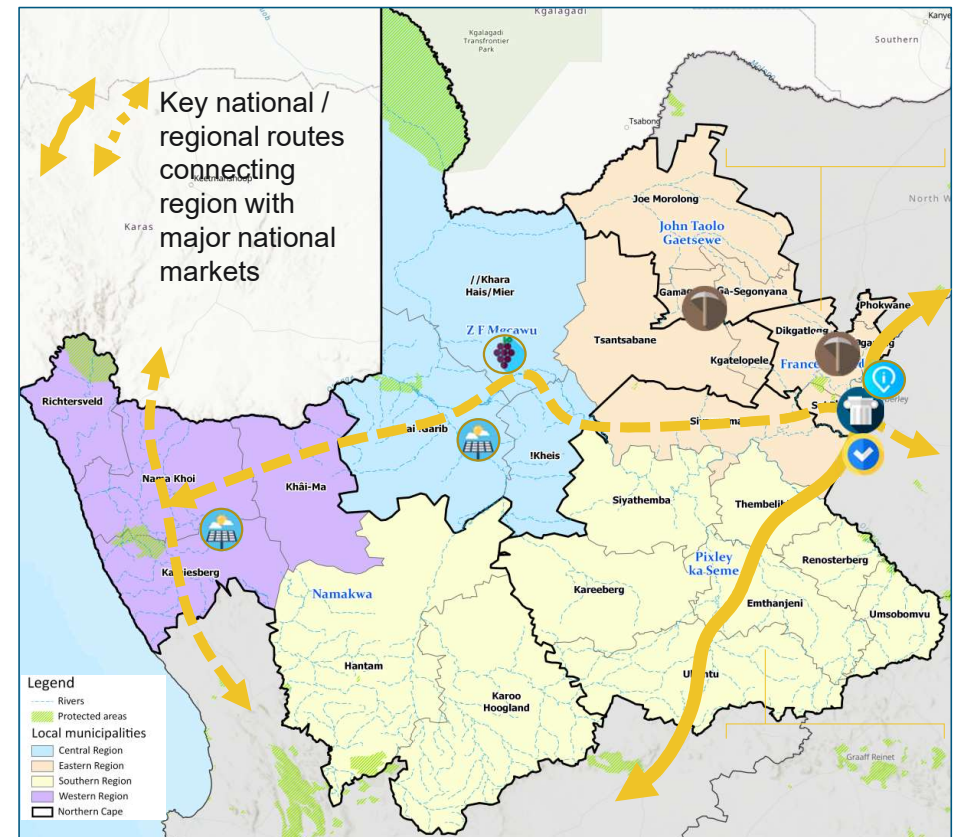 Kgalagadi
Kgalagadi
Transfrontier
Park
Kanye
Southern
Molopo
Key national /
regional routes
connecting
region with
major national
markets
Keetmanshoop
Karas
Tsabong
North W
Joe Morolong
John Taolo
Gaetsewe
//Khara
Hais/Mier
Ga-Segonyana
Phokwane
Z F Mgcawu
Tsantsabane
Dikgatlong
Kgatelopele
Richtersveld
!Kheis
Nama Khoi
Khâi-Ma
Siyathemba
Pixley
ka Seme
Renosterberg
Namakwa
Kareeberg
Emthanjeni
Umsobomvu
Hantam
Karoo
Hoogland
Graaff Reinet
Legend
Rivers
Protected areas
Local municipalities
Central Region
Eastern Region
Southern Region
Western Region
Northern Cape